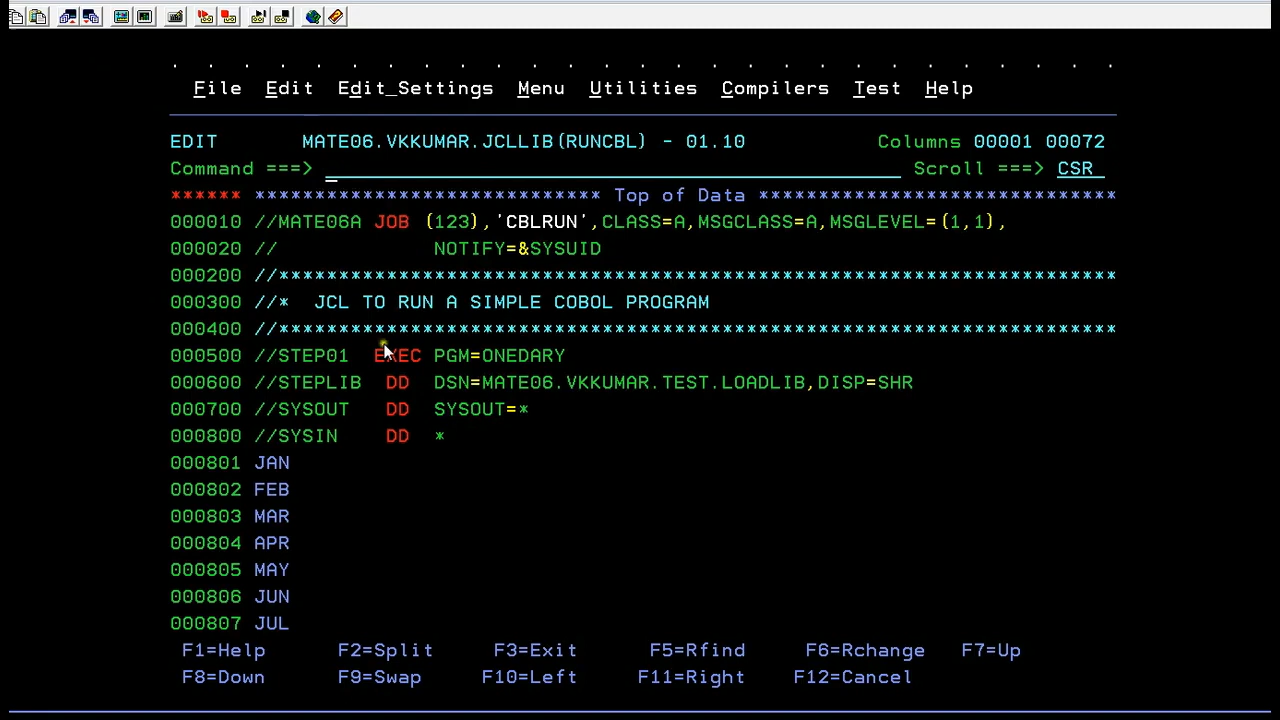 File Edit Edit_Settings Menu Utilities Compilers Test Help
EDIT MATE06.VKKUMAR.JCLLIB(RUNCBL) - 01.10 Columns 00001 00072
Command ===> Scroll ===> CSR
****** ***************************** Top of Data ******************************
000010 //MATE06A JOB (123),'CBLRUN',CLASS=A,MSGCLASS=A,MSGLEVEL=(1,1),
000020 // NOTIFY=&SYSUID
000200 //**********************************************************************
000300 //* JCL TO RUN A SIMPLE COBOL PROGRAM
000400 //**********************************************************************
000500 //STEP01 EXEC PGM=ONEDARY
000600 //STEPLIB DD DSN=MATE06.VKKUMAR.TEST.LOADLIB,DISP=SHR
000700 //SYSOUT DD SYSOUT=*
000800 //SYSIN DD *
000801 JAN
000802 FEB
000803 MAR
000804 APR
000805 MAY
000806 JUN
000807 JUL
F1=Help F2=Split F3=Exit F5=Rfind F6=Rchange F7=Up
F8=Down F9=Swap F10=Left F11=Right F12=Cancel